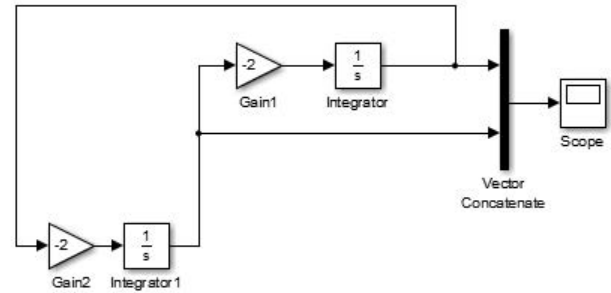 -2
1
s
Gain1
Integrator
Scope
Vector
Concatenate
-2
1
s
Gain2
Integrator1